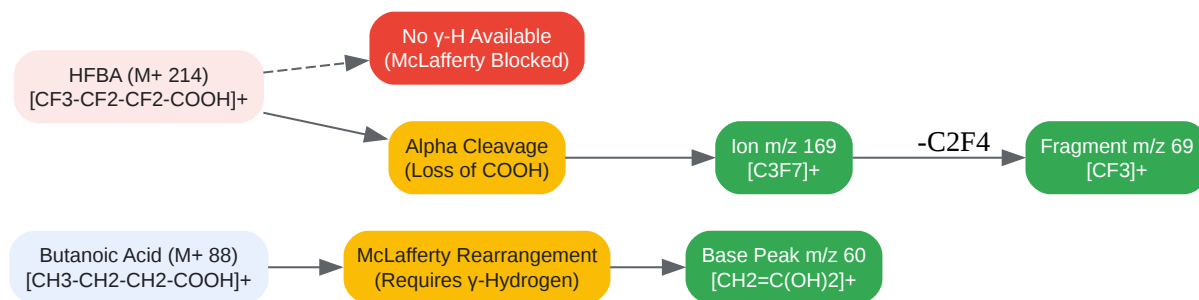 No γ-H Available
(McLafferty Blocked)
HFBA (M+ 214)
[CF3-CF2-CF2-COOH]+
Alpha Cleavage
(Loss of COOH)
Ion m/z 169
[C3F7]+
-C2F4
Fragment m/z 69
[CF3]+
Butanoic Acid (M+ 88)
[CH3-CH2-CH2-COOH]+
McLafferty Rearrangement
(Requires γ-Hydrogen)
Base Peak m/z 60
[CH2=C(OH)2]+